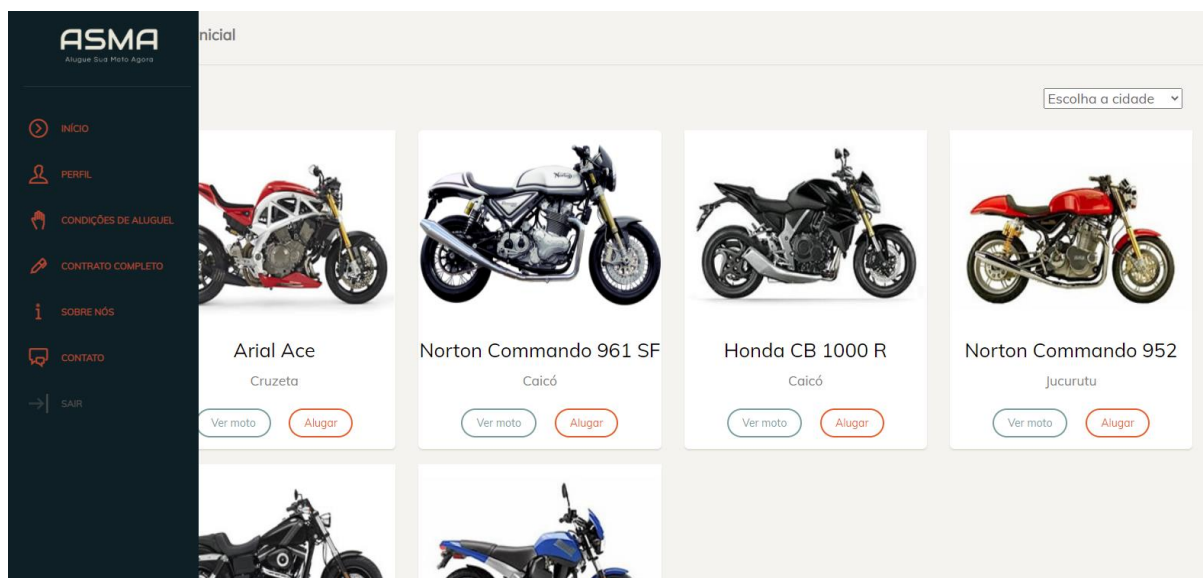 ASMA
Alugue Sua Moto Agora
INÍCIO
PERFIL
CONDIÇÕES DE ALUGUEL
CONTRATO COMPLETO
SOBRE NÓS
CONTATO
SAIR
nicial
Escolha a cidade
Arial Ace
Cruzeta
Ver moto Alugar
Norton Commando 961 SF
Caicó
Ver moto Alugar
Honda CB 1000 R
Caicó
Ver moto Alugar
Norton Commando 952
Jucurutu
Ver moto Alugar